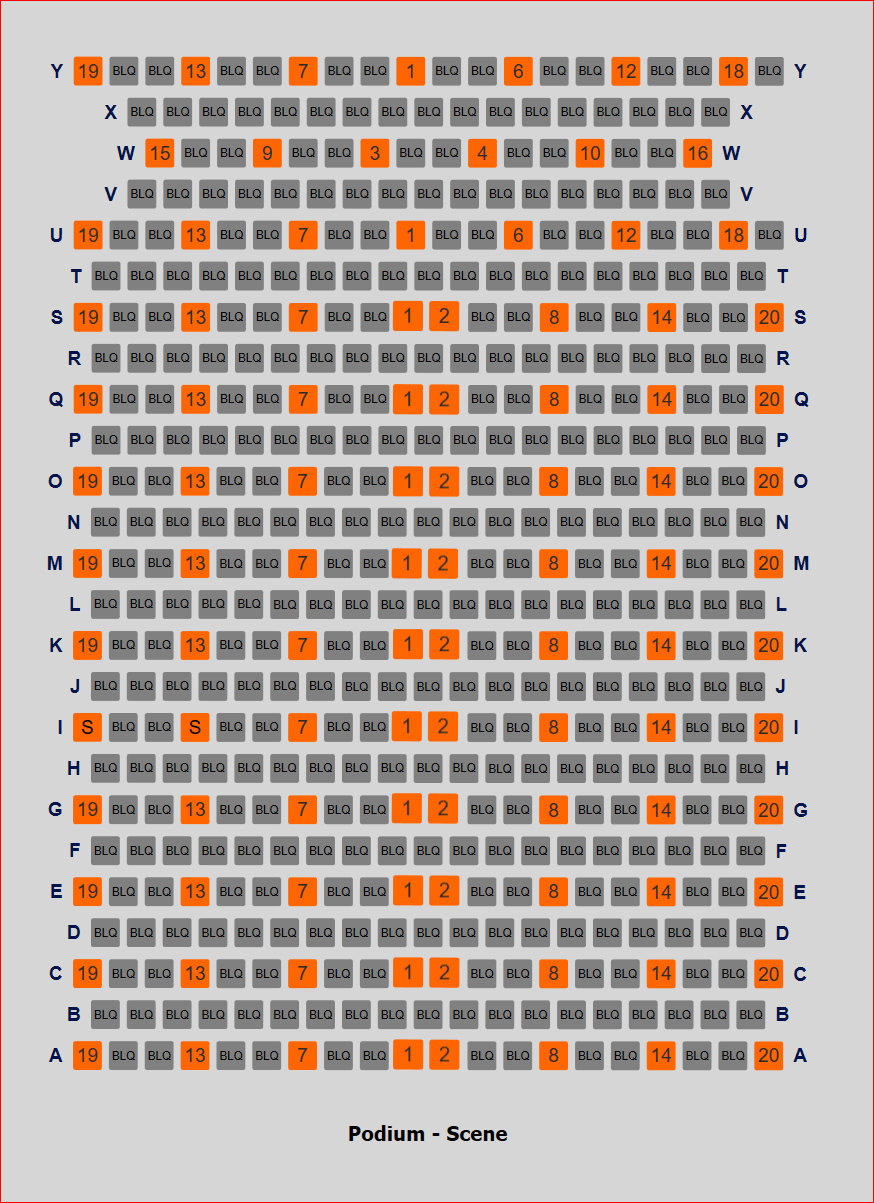 Y 19 BLQ BLQ 13 BLQ BLQ 7 BLQ BLQ 1 BLQ BLQ 6 BLQ BLQ 12 BLQ BLQ 18 BLQ Y
X BLQ BLQ BLQ BLQ BLQ BLQ BLQ BLQ BLQ BLQ BLQ BLQ BLQ BLQ BLQ BLQ BLQ X
W 15 BLQ BLQ 9 BLQ BLQ 3 BLQ BLQ 4 BLQ BLQ 10 BLQ BLQ 16 W
V BLQ BLQ BLQ BLQ BLQ BLQ BLQ BLQ BLQ BLQ BLQ BLQ BLQ BLQ BLQ BLQ BLQ V
U 19 BLQ BLQ 13 BLQ BLQ 7 BLQ BLQ 1 BLQ BLQ 6 BLQ BLQ 12 BLQ BLQ 18 BLQ U
T BLQ BLQ BLQ BLQ BLQ BLQ BLQ BLQ BLQ BLQ BLQ BLQ BLQ BLQ BLQ BLQ BLQ BLQ BLQ T
S 19 BLQ BLQ 13 BLQ BLQ 7 BLQ BLQ 1 2 BLQ BLQ 8 BLQ BLQ 14 BLQ BLQ 20 S
R BLQ BLQ BLQ BLQ BLQ BLQ BLQ BLQ BLQ BLQ BLQ BLQ BLQ BLQ BLQ BLQ BLQ BLQ BLQ R
Q 19 BLQ BLQ 13 BLQ BLQ 7 BLQ BLQ 1 2 BLQ BLQ 8 BLQ BLQ 14 BLQ BLQ 20 Q
P BLQ BLQ BLQ BLQ BLQ BLQ BLQ BLQ BLQ BLQ BLQ BLQ BLQ BLQ BLQ BLQ BLQ BLQ BLQ P
O 19 BLQ BLQ 13 BLQ BLQ 7 BLQ BLQ 1 2 BLQ BLQ 8 BLQ BLQ 14 BLQ BLQ 20 O
N BLQ BLQ BLQ BLQ BLQ BLQ BLQ BLQ BLQ BLQ BLQ BLQ BLQ BLQ BLQ BLQ BLQ BLQ BLQ N
M 19 BLQ BLQ 13 BLQ BLQ 7 BLQ BLQ 1 2 BLQ BLQ 8 BLQ BLQ 14 BLQ BLQ 20 M
L BLQ BLQ BLQ BLQ BLQ BLQ BLQ BLQ BLQ BLQ BLQ BLQ BLQ BLQ BLQ BLQ BLQ BLQ BLQ L
K 19 BLQ BLQ 13 BLQ BLQ 7 BLQ BLQ 1 2 BLQ BLQ 8 BLQ BLQ 14 BLQ BLQ 20 K
J BLQ BLQ BLQ BLQ BLQ BLQ BLQ BLQ BLQ BLQ BLQ BLQ BLQ BLQ BLQ BLQ BLQ BLQ BLQ J
I S BLQ BLQ S BLQ BLQ 7 BLQ BLQ 1 2 BLQ BLQ 8 BLQ BLQ 14 BLQ BLQ 20 I
H BLQ BLQ BLQ BLQ BLQ BLQ BLQ BLQ BLQ BLQ BLQ BLQ BLQ BLQ BLQ BLQ BLQ BLQ BLQ H
G 19 BLQ BLQ 13 BLQ BLQ 7 BLQ BLQ 1 2 BLQ BLQ 8 BLQ BLQ 14 BLQ BLQ 20 G
F BLQ BLQ BLQ BLQ BLQ BLQ BLQ BLQ BLQ BLQ BLQ BLQ BLQ BLQ BLQ BLQ BLQ BLQ BLQ F
E 19 BLQ BLQ 13 BLQ BLQ 7 BLQ BLQ 1 2 BLQ BLQ 8 BLQ BLQ 14 BLQ BLQ 20 E
D BLQ BLQ BLQ BLQ BLQ BLQ BLQ BLQ BLQ BLQ BLQ BLQ BLQ BLQ BLQ BLQ BLQ BLQ BLQ D
C 19 BLQ BLQ 13 BLQ BLQ 7 BLQ BLQ 1 2 BLQ BLQ 8 BLQ BLQ 14 BLQ BLQ 20 C
B BLQ BLQ BLQ BLQ BLQ BLQ BLQ BLQ BLQ BLQ BLQ BLQ BLQ BLQ BLQ BLQ BLQ BLQ BLQ B
A 19 BLQ BLQ 13 BLQ BLQ 7 BLQ BLQ 1 2 BLQ BLQ 8 BLQ BLQ 14 BLQ BLQ 20 A
Podium - Scene